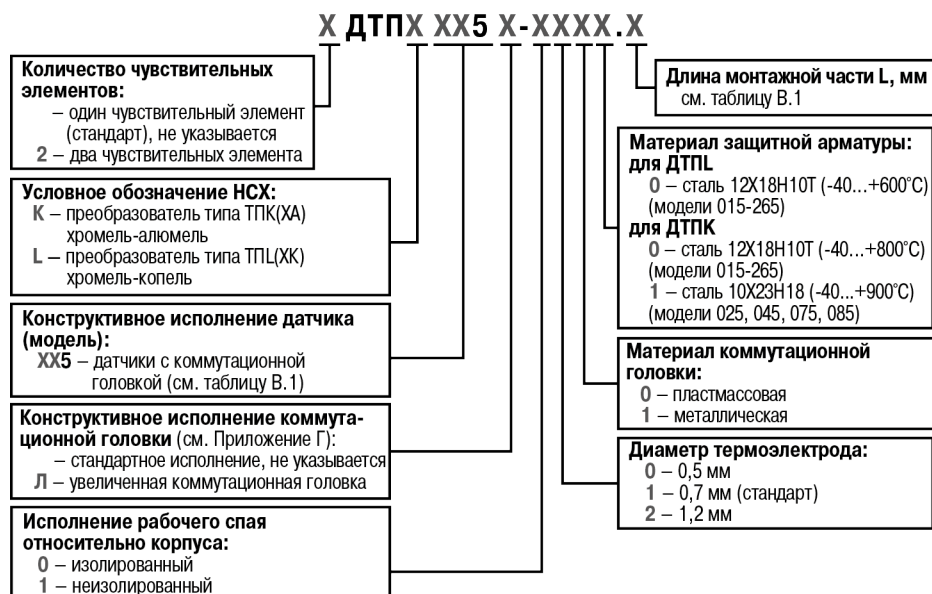 Х ДТПХ ХХ5 Х-ХХХХ.Х
Количество чувствительных
элементов:
– один чувствительный элемент
(стандарт), не указывается
2 – два чувствительных элемента
Условное обозначение НСХ:
К – преобразователь типа ТПК(ХА)
хромель-алюмель
L – преобразователь типа ТПL(ХК)
хромель-копель
Конструктивное исполнение датчика
(модель):
ХХ5 – датчики с коммутационной
головкой (см. таблицу В.1)
Конструктивное исполнение коммута-
ционной головки (см. Приложение Г):
– стандартное исполнение, не указывается
Л – увеличенная коммутационная головка
Исполнение рабочего спая
относительно корпуса:
0 – изолированный
1 – неизолированный
Длина монтажной части L, мм
см. таблицу В.1
Материал защитной арматуры:
для ДТПL
0 – сталь 12Х18Н10Т (-40...+600°С)
(модели 015-265)
для ДТПК
0 – сталь 12Х18Н10Т (-40...+800°С)
(модели 015-265)
1 – сталь 10Х23Н18 (-40...+900°С)
(модели 025, 045, 075, 085)
Материал коммутационной
головки:
0 – пластмассовая
1 – металлическая
Диаметр термоэлектрода:
0 – 0,5 мм
1 – 0,7 мм (стандарт)
2 – 1,2 мм